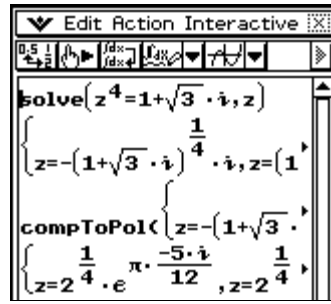 Edit Action Interactive
solve(z^4=1+√3·i,z)
{z=-(1+√3·i)^(1/4)·i,z=(1
compToPol({z=-(1+√3·
{z=2^(1/4)·e^(π·(-5·i)/12),z=2^(1/4)